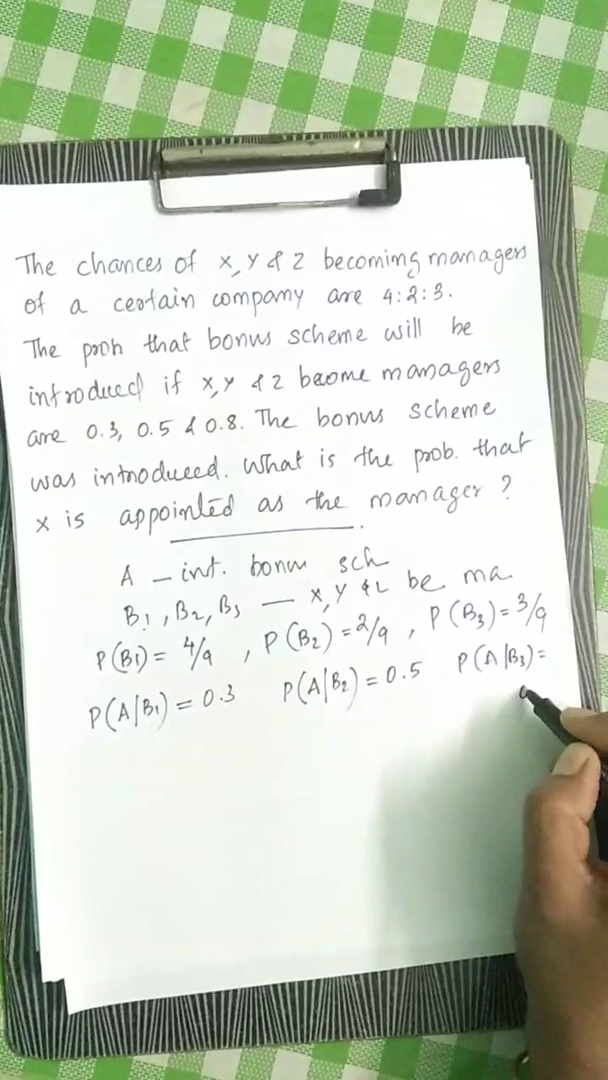 The chances of x, y & z becoming managers
of a certain company are 4:2:3.
The prob that bonus scheme will be
introduced if x, y & z baome managers
are 0.3, 0.5 & 0.8. The bonus scheme
was introduced. What is the prob. that
x is appointed as the manager?
A - int. bonus sch
B₁, B₂, B₃ — x, y & z be ma
P(B₁) = 4/9, P(B₂) = 2/9, P(B₃) = 3/9
P(A|B₁) = 0.3 P(A|B₂) = 0.5 P(A|B₃) =
0